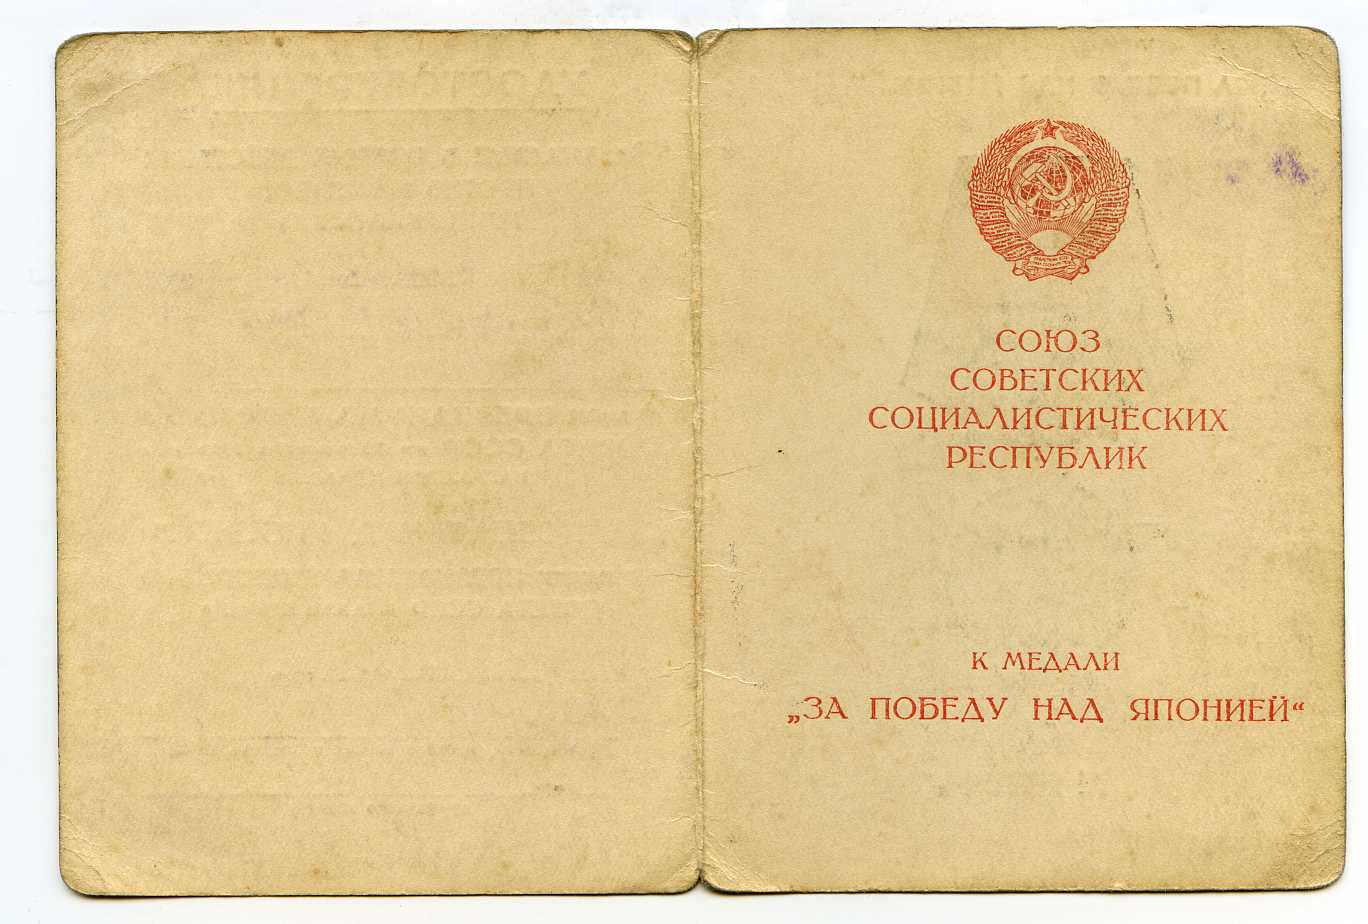 СОЮЗ
СОВЕТСКИХ
СОЦИАЛИСТИЧЕСКИХ
РЕСПУБЛИК
К МЕДАЛИ
„ЗА ПОБЕДУ НАД ЯПОНИЕЙ“